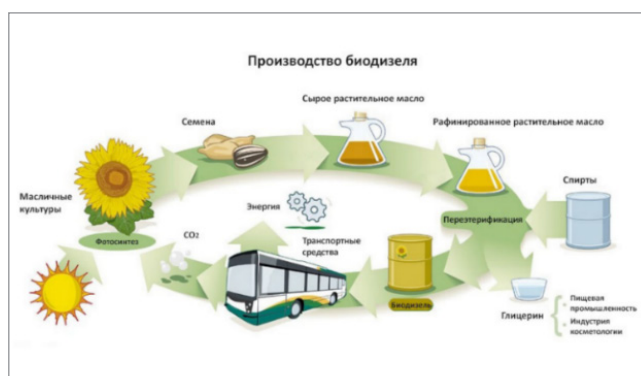 Производство биодизеля
Сырое растительное масло
Семена
Рафинированное растительное масло
Масличные
культуры
Спирты
Энергия
Переэтерификация
Фотосинтез
CO₂
Транспортные
средства
Биодизель
Глицерин
Пищевая
промышленность
Индустрия
косметологии